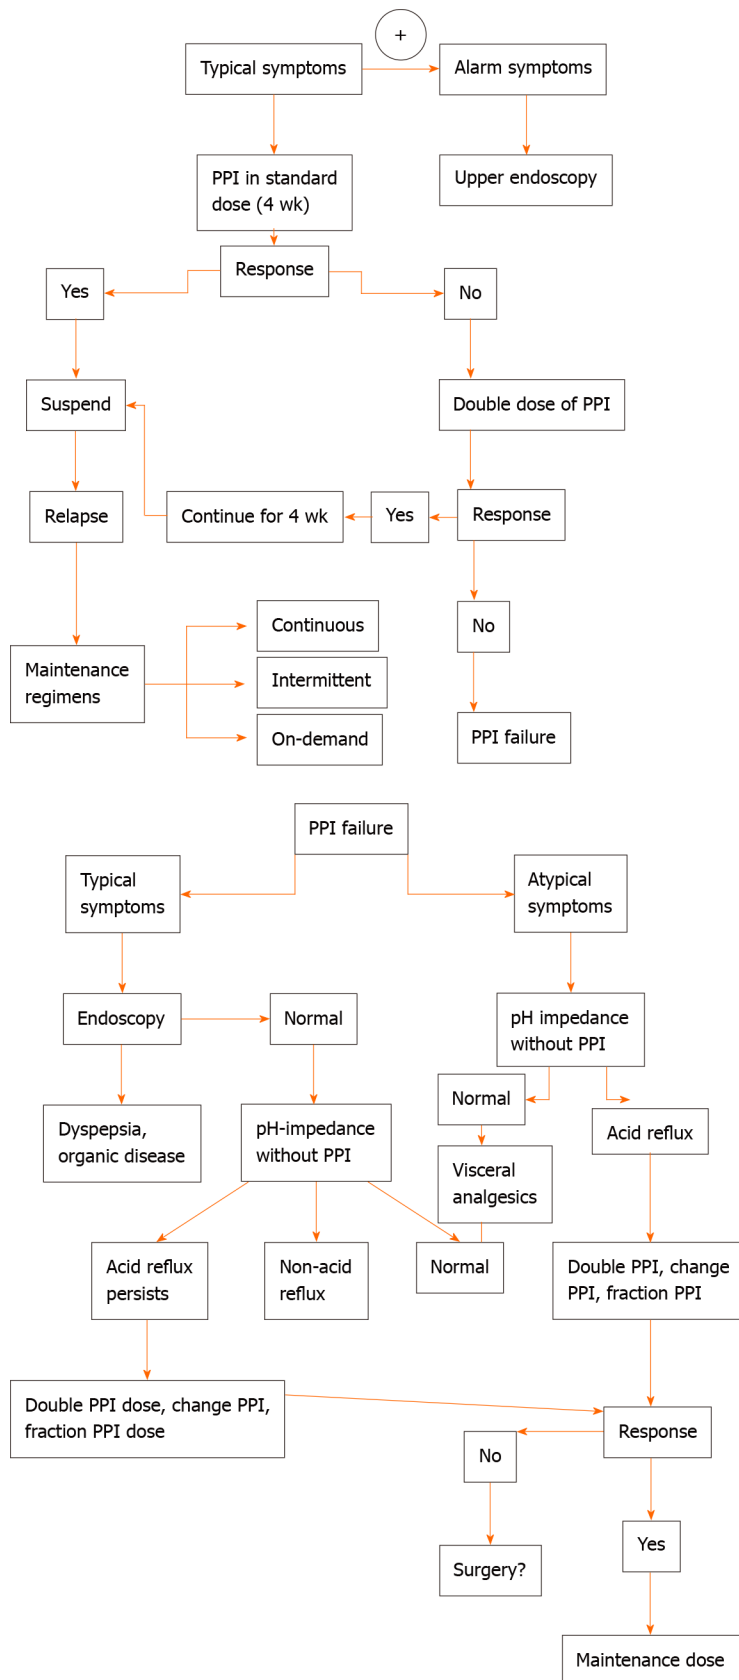 +
Typical symptoms
Alarm symptoms
PPI in standard
dose (4 wk)
Upper endoscopy
Response
Yes
No
Suspend
Double dose of PPI
Relapse
Continue for 4 wk
Yes
Response
Continuous
No
Maintenance
regimens
Intermittent
On-demand
PPI failure
PPI failure
Typical
symptoms
Atypical
symptoms
Endoscopy
Normal
pH impedance
without PPI
Normal
Acid reflux
Dyspepsia,
organic disease
pH-impedance
without PPI
Visceral
analgesics
Acid reflux
persists
Non-acid
reflux
Normal
Double PPI, change
PPI, fraction PPI
Double PPI dose, change PPI,
fraction PPI dose
Response
No
Yes
Surgery?
Maintenance dose